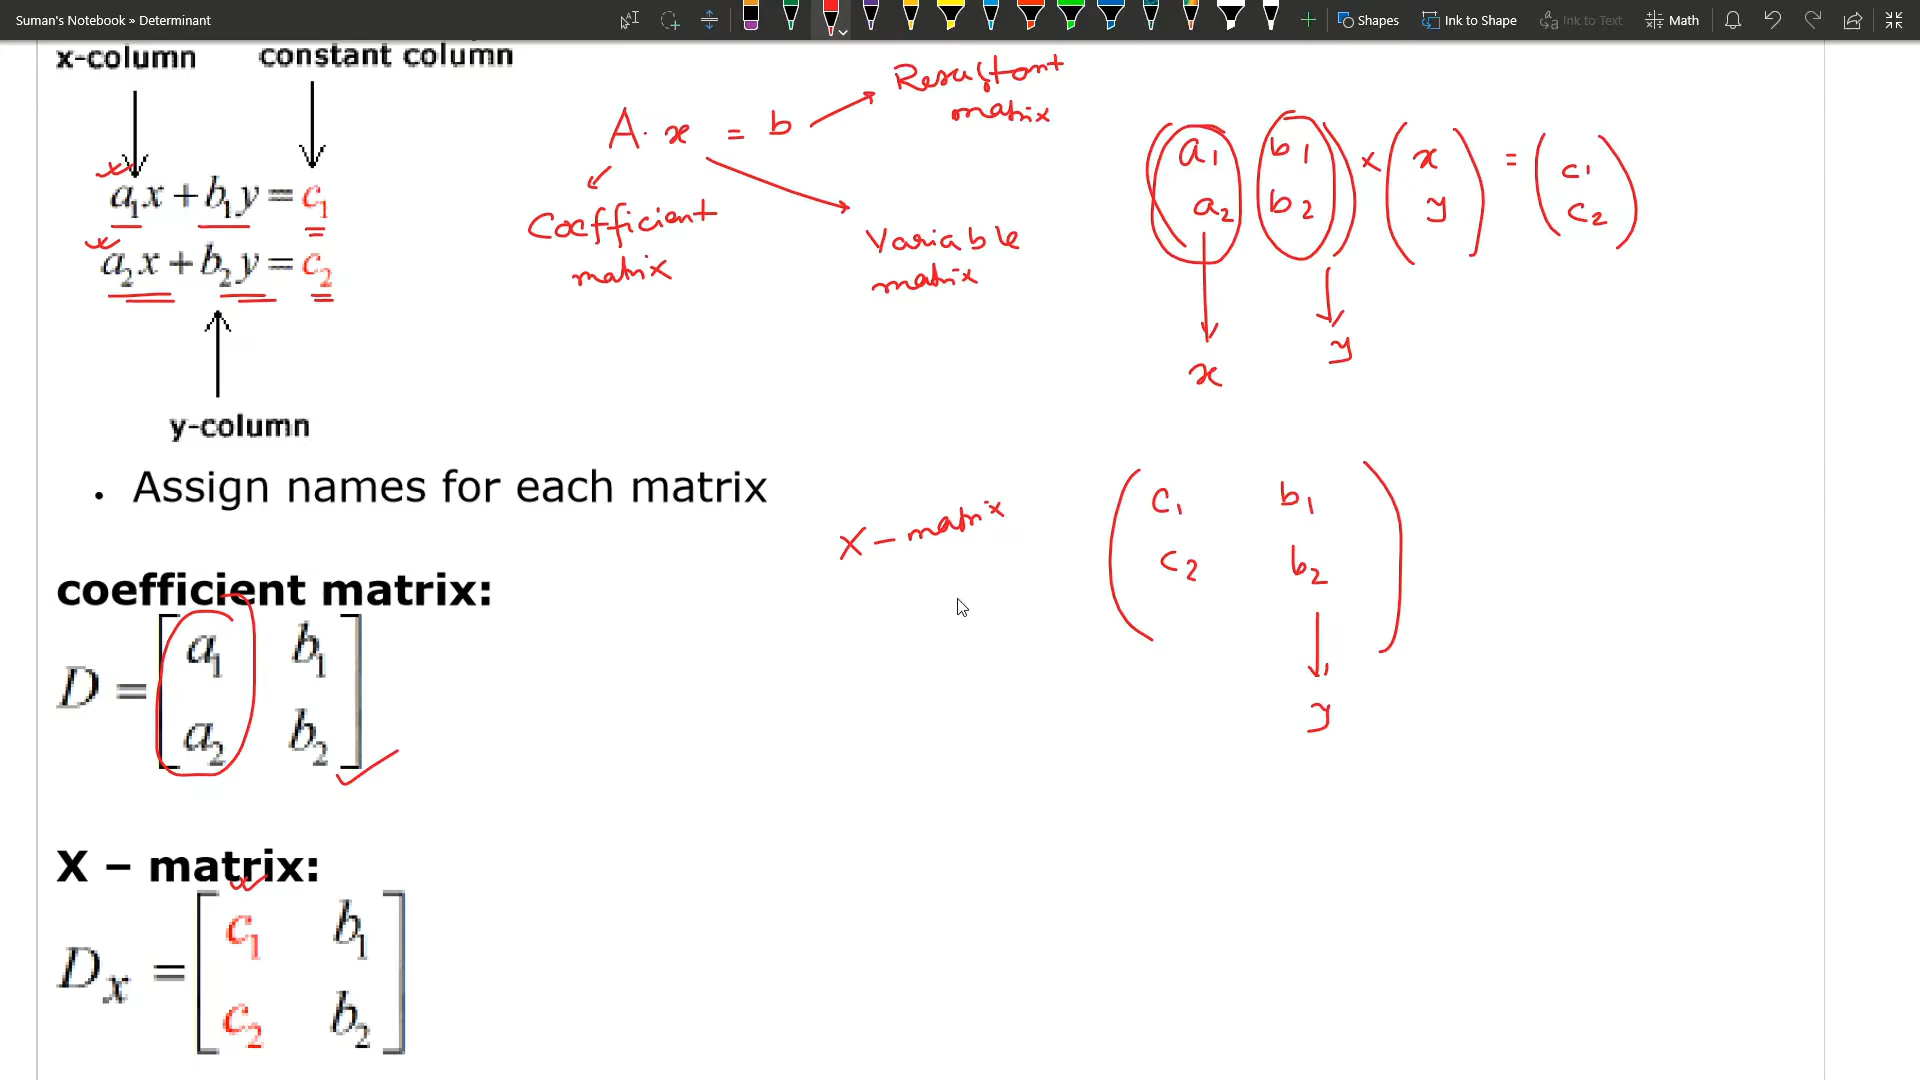 Suman's Notebook » Determinant
Shapes
Ink to Shape
Ink to Text
Math
x-column
constant column
a₁x + b₁y = c₁
a₂x + b₂y = c₂
y-column
A. x = b
Resultant
matrix
Coefficient
matrix
Variable
matrix
a₁ b₁ × x = c₁
a₂ b₂ y c₂
x
y
• Assign names for each matrix
X - matrix
c₁ b₁
c₂ b₂
y
coefficient matrix:
D = [a₁ b₁
a₂ b₂]
X – matrix:
Dₓ = [c₁ b₁
c₂ b₂]